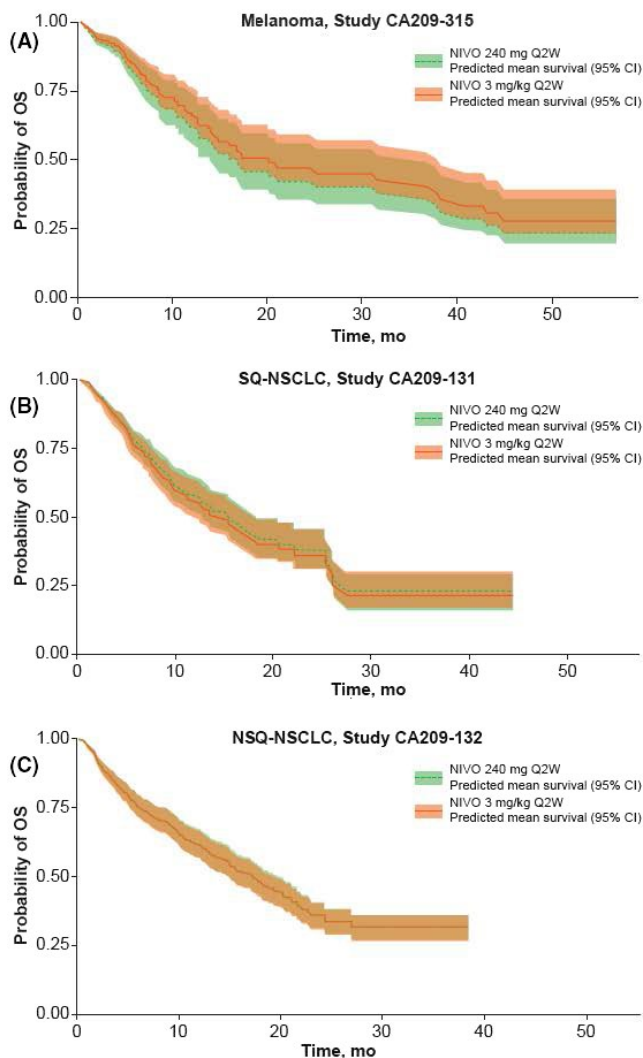 Melanoma, Study CA209-315
(A)
NIVO 240 mg Q2W
Predicted mean survival (95% CI)
NIVO 3 mg/kg Q2W
Predicted mean survival (95% CI)
Probability of OS
1.00
0.75
0.50
0.25
0.00
0 10 20 30 40 50
Time, mo
SQ-NSCLC, Study CA209-131
(B)
NIVO 240 mg Q2W
Predicted mean survival (95% CI)
NIVO 3 mg/kg Q2W
Predicted mean survival (95% CI)
Probability of OS
1.00
0.75
0.50
0.25
0.00
0 10 20 30 40 50
Time, mo
NSQ-NSCLC, Study CA209-132
(C)
NIVO 240 mg Q2W
Predicted mean survival (95% CI)
NIVO 3 mg/kg Q2W
Predicted mean survival (95% CI)
Probability of OS
1.00
0.75
0.50
0.25
0.00
0 10 20 30 40 50
Time, mo